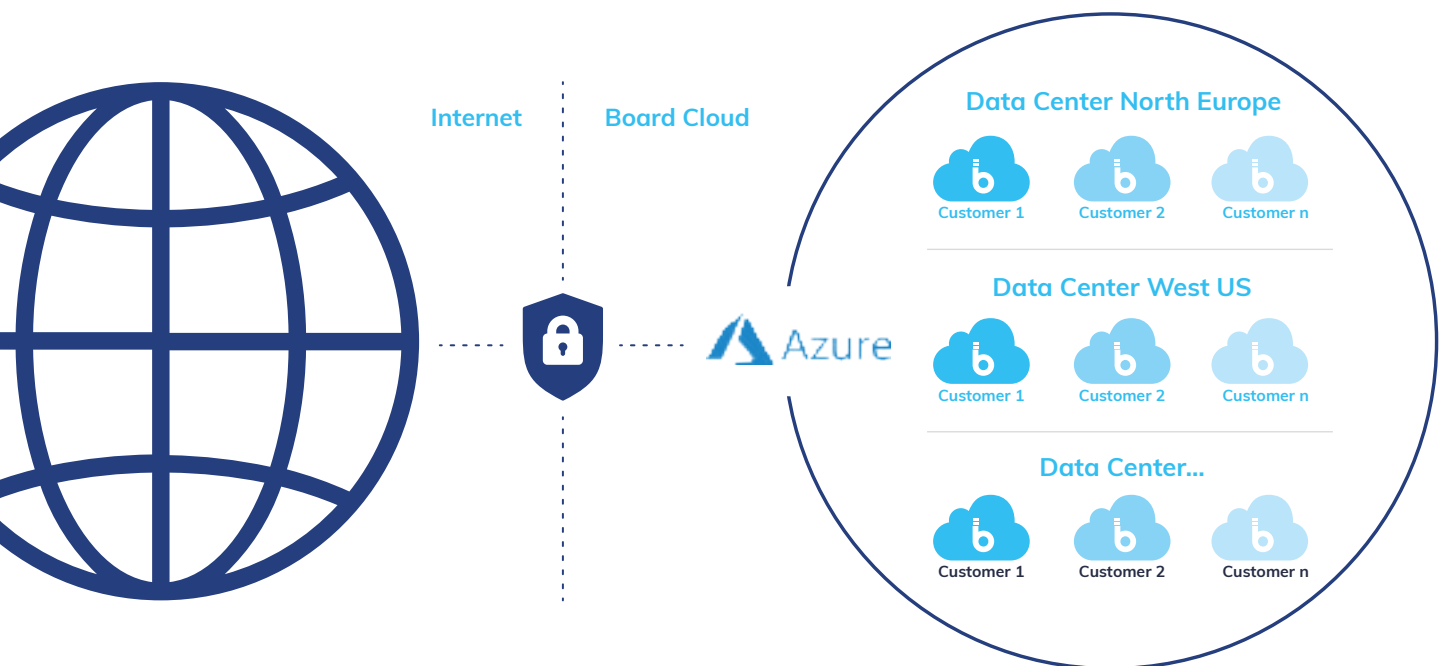 Internet
Board Cloud
Azure
Data Center North Europe
b b b
Customer 1 Customer 2 Customer n
Data Center West US
b b b
Customer 1 Customer 2 Customer n
Data Center...
b b b
Customer 1 Customer 2 Customer n